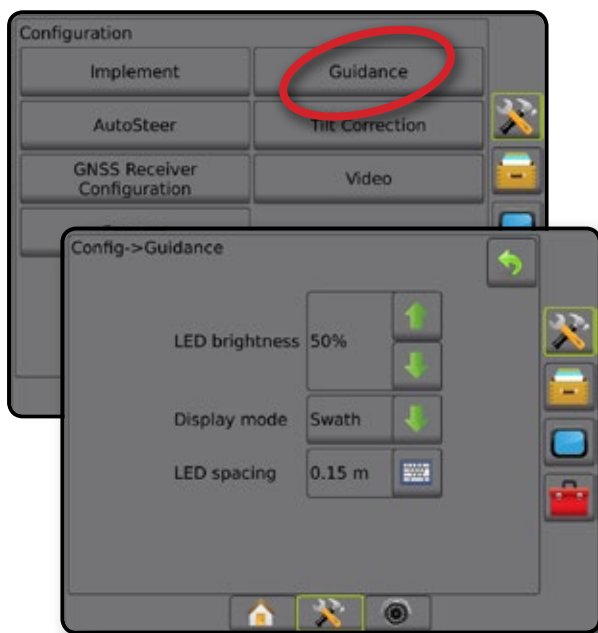 Configuration
Implement
Guidance
AutoSteer
Tilt Correction
GNSS Receiver
Configuration
Video
Config->Guidance
LED brightness 50%
Display mode Swath
LED spacing 0.15 m